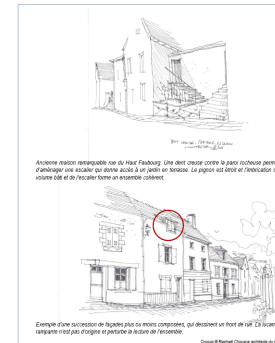 Ancienne maison remarquable rue du Haut Faubourg. Une dent creuse contre la paroi rocheuse perm
d'aménager une escalier qui donne accès à un jardin en terrasse. Le pignon est étroit et l'imbrication d
volume bâti et de l'escalier forme un ensemble cohérent.
Exemple d'une succession de façades plus ou moins composées, qui dessinent un front de rue. La lucarn
rampante n'est pas d'origine et perturbe la lecture de l'ensemble.
Croquis © Raphaël Chouane architecte du